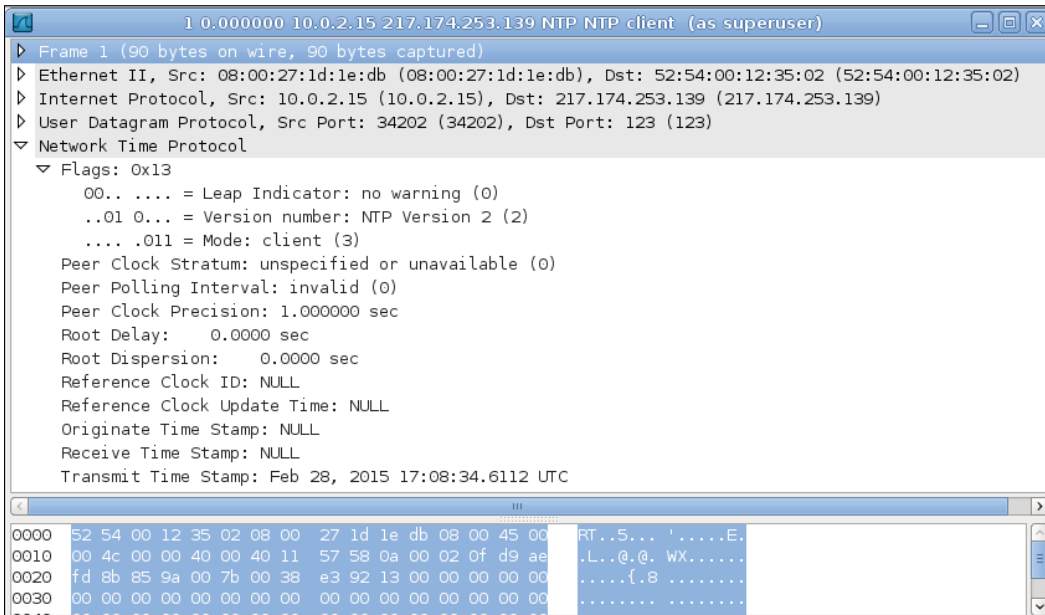 1 0.000000 10.0.2.15 217.174.253.139 NTP NTP client (as superuser)
Frame 1 (90 bytes on wire, 90 bytes captured)
Ethernet II, Src: 08:00:27:1d:1e:db (08:00:27:1d:1e:db), Dst: 52:54:00:12:35:02 (52:54:00:12:35:02)
Internet Protocol, Src: 10.0.2.15 (10.0.2.15), Dst: 217.174.253.139 (217.174.253.139)
User Datagram Protocol, Src Port: 34202 (34202), Dst Port: 123 (123)
Network Time Protocol
Flags: 0x13
00.. .... = Leap Indicator: no warning (0)
..01 0... = Version number: NTP Version 2 (2)
.... .011 = Mode: client (3)
Peer Clock Stratum: unspecified or unavailable (0)
Peer Polling Interval: invalid (0)
Peer Clock Precision: 1.000000 sec
Root Delay: 0.0000 sec
Root Dispersion: 0.0000 sec
Reference Clock ID: NULL
Reference Clock Update Time: NULL
Originate Time Stamp: NULL
Receive Time Stamp: NULL
Transmit Time Stamp: Feb 28, 2015 17:08:34.6112 UTC
0000 52 54 00 12 35 02 08 00 27 1d 1e db 08 00 45 00 RT..5... '.....E.
0010 00 4c 00 00 40 00 40 11 57 58 0a 00 02 0f d9 ae .L..@.@. WX......
0020 fd 8b 85 9a 00 7b 00 38 e3 92 13 00 00 00 00 00 .....{.8 ........
0030 00 00 00 00 00 00 00 00 00 00 00 00 00 00 00 00 ........ ........